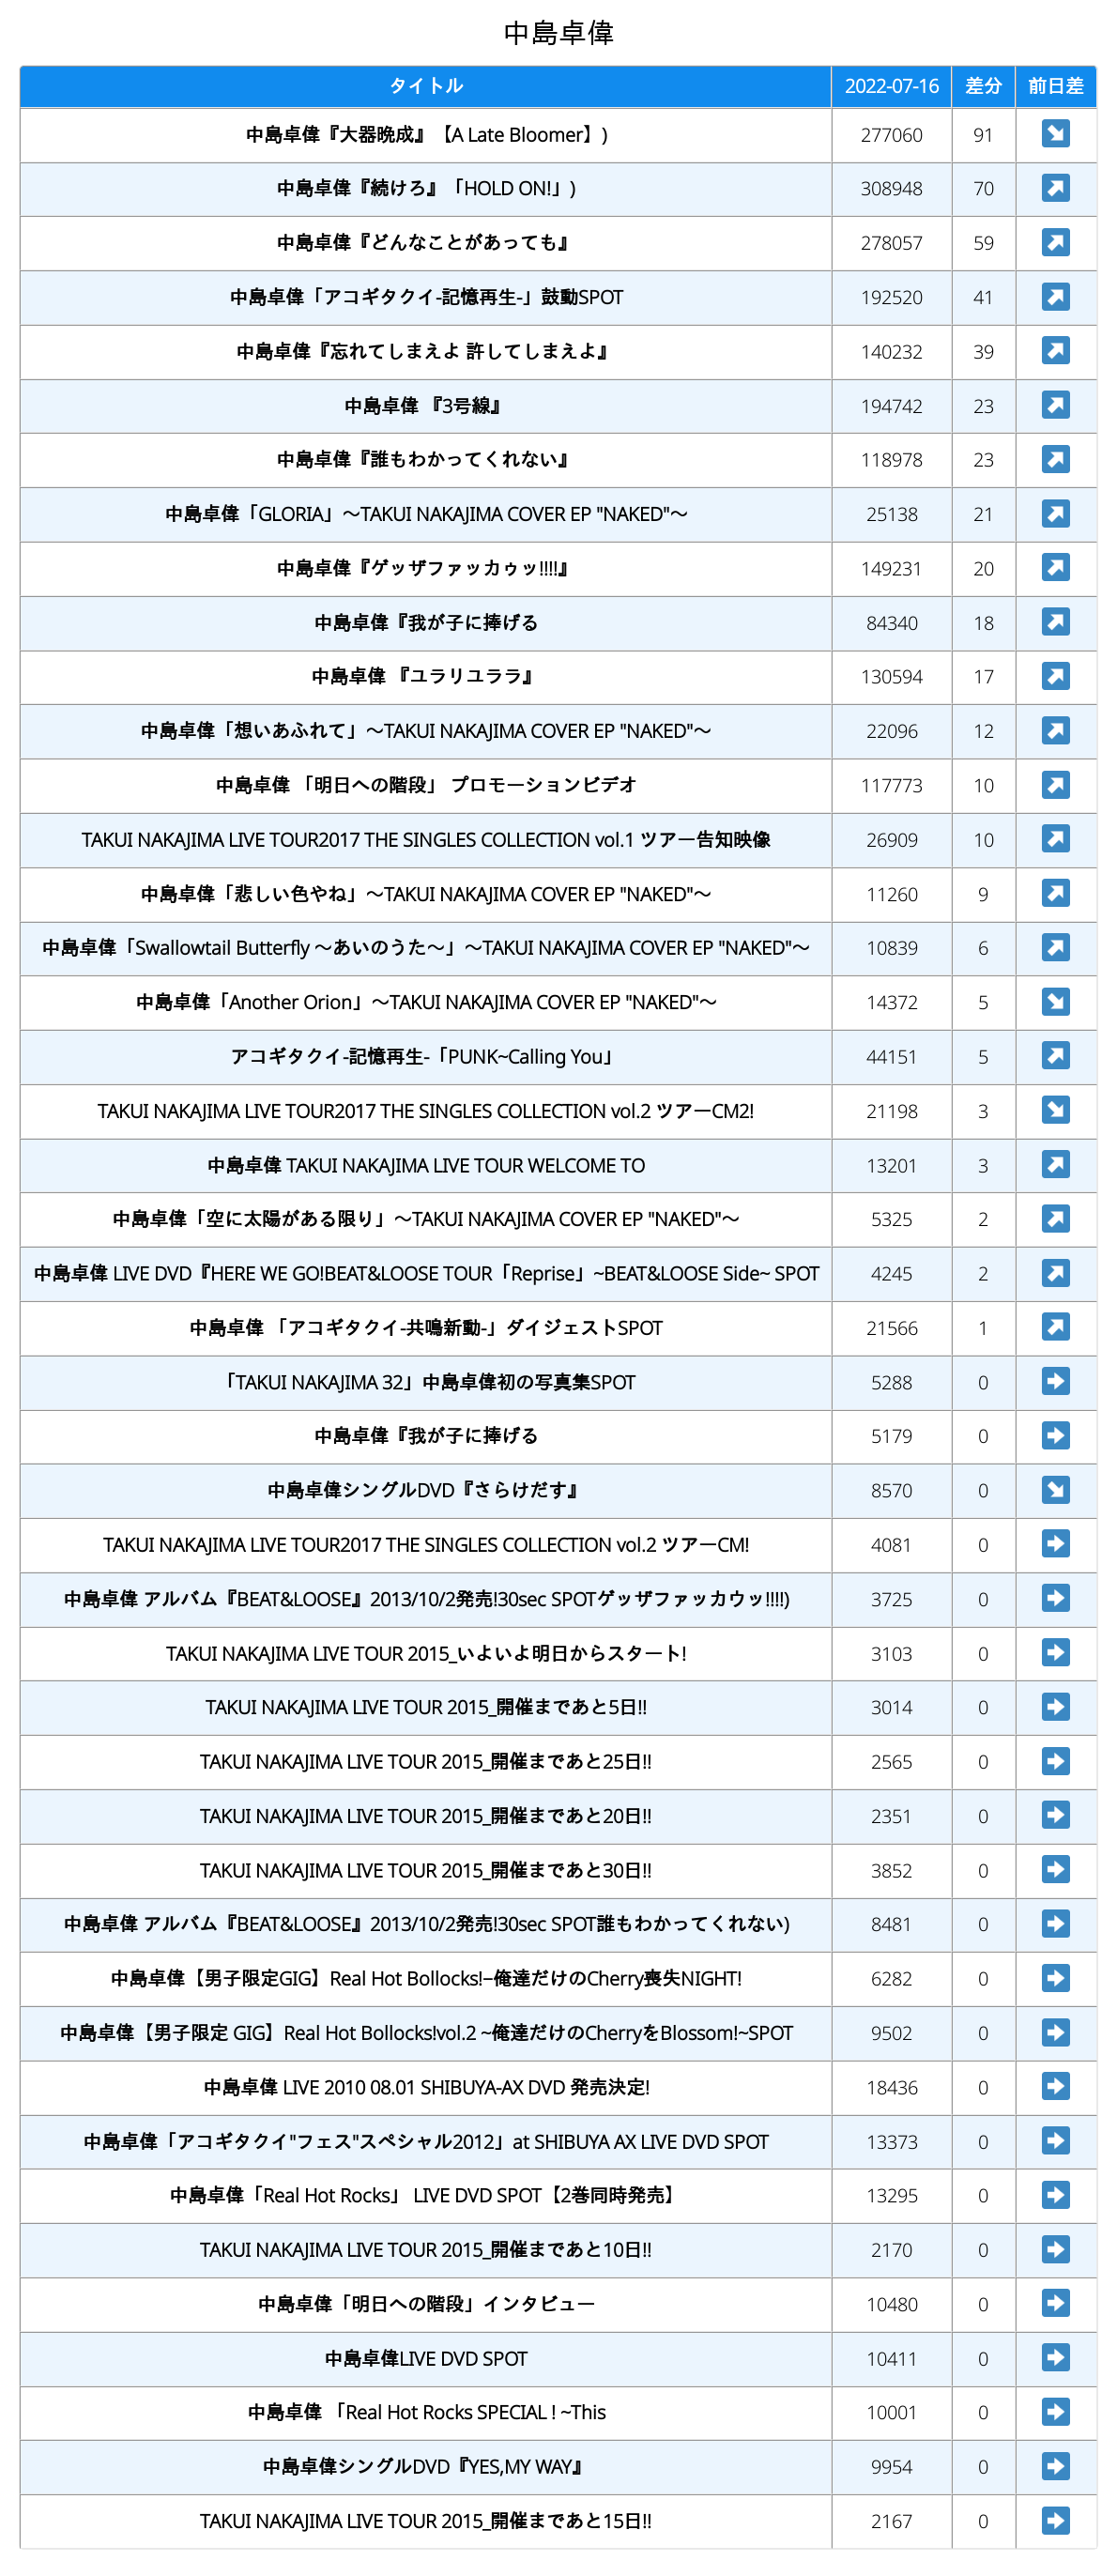 中島卓偉
タイトル 2022-07-16 差分 前日差
中島卓偉『大器晩成』【A Late Bloomer】) 277060 91
中島卓偉『続けろ』「HOLD ON!」) 308948 70
中島卓偉『どんなことがあっても』 278057 59
中島卓偉「アコギタクイ-記憶再生-」鼓動SPOT 192520 41
中島卓偉『忘れてしまえよ 許してしまえよ』 140232 39
中島卓偉 『3号線』 194742 23
中島卓偉『誰もわかってくれない』 118978 23
中島卓偉「GLORIA」〜TAKUI NAKAJIMA COVER EP "NAKED"〜 25138 21
中島卓偉『ゲッザファッカゥッ!!!!』 149231 20
中島卓偉『我が子に捧げる 84340 18
中島卓偉 『ユラリユララ』 130594 17
中島卓偉「想いあふれて」〜TAKUI NAKAJIMA COVER EP "NAKED"〜 22096 12
中島卓偉 「明日への階段」 プロモーションビデオ 117773 10
TAKUI NAKAJIMA LIVE TOUR2017 THE SINGLES COLLECTION vol.1 ツアー告知映像 26909 10
中島卓偉「悲しい色やね」〜TAKUI NAKAJIMA COVER EP "NAKED"〜 11260 9
中島卓偉「Swallowtail Butterfly 〜あいのうた〜」〜TAKUI NAKAJIMA COVER EP "NAKED"〜 10839 6
中島卓偉「Another Orion」〜TAKUI NAKAJIMA COVER EP "NAKED"〜 14372 5
アコギタクイ-記憶再生-「PUNK~Calling You」 44151 5
TAKUI NAKAJIMA LIVE TOUR2017 THE SINGLES COLLECTION vol.2 ツアーCM2! 21198 3
中島卓偉 TAKUI NAKAJIMA LIVE TOUR WELCOME TO 13201 3
中島卓偉「空に太陽がある限り」〜TAKUI NAKAJIMA COVER EP "NAKED"〜 5325 2
中島卓偉 LIVE DVD『HERE WE GO!BEAT&LOOSE TOUR「Reprise」~BEAT&LOOSE Side~ SPOT 4245 2
中島卓偉 「アコギタクイ-共鳴新動-」ダイジェストSPOT 21566 1
「TAKUI NAKAJIMA 32」中島卓偉初の写真集SPOT 5288 0
中島卓偉『我が子に捧げる 5179 0
中島卓偉シングルDVD『さらけだす』 8570 0
TAKUI NAKAJIMA LIVE TOUR2017 THE SINGLES COLLECTION vol.2 ツアーCM! 4081 0
中島卓偉 アルバム『BEAT&LOOSE』2013/10/2発売!30sec SPOTゲッザファッカウッ!!!!) 3725 0
TAKUI NAKAJIMA LIVE TOUR 2015_いよいよ明日からスタート! 3103 0
TAKUI NAKAJIMA LIVE TOUR 2015_開催まであと5日!! 3014 0
TAKUI NAKAJIMA LIVE TOUR 2015_開催まであと25日!! 2565 0
TAKUI NAKAJIMA LIVE TOUR 2015_開催まであと20日!! 2351 0
TAKUI NAKAJIMA LIVE TOUR 2015_開催まであと30日!! 3852 0
中島卓偉 アルバム『BEAT&LOOSE』2013/10/2発売!30sec SPOT誰もわかってくれない) 8481 0
中島卓偉【男子限定GIG】Real Hot Bollocks!−俺達だけのCherry喪失NIGHT! 6282 0
中島卓偉【男子限定 GIG】Real Hot Bollocks!vol.2 ~俺達だけのCherryをBlossom!~SPOT 9502 0
中島卓偉 LIVE 2010 08.01 SHIBUYA-AX DVD 発売決定! 18436 0
中島卓偉「アコギタクイ"フェス"スペシャル2012」at SHIBUYA AX LIVE DVD SPOT 13373 0
中島卓偉「Real Hot Rocks」 LIVE DVD SPOT【2巻同時発売】 13295 0
TAKUI NAKAJIMA LIVE TOUR 2015_開催まであと10日!! 2170 0
中島卓偉「明日への階段」インタビュー 10480 0
中島卓偉LIVE DVD SPOT 10411 0
中島卓偉 「Real Hot Rocks SPECIAL ! ~This 10001 0
中島卓偉シングルDVD『YES,MY WAY』 9954 0
TAKUI NAKAJIMA LIVE TOUR 2015_開催まであと15日!! 2167 0